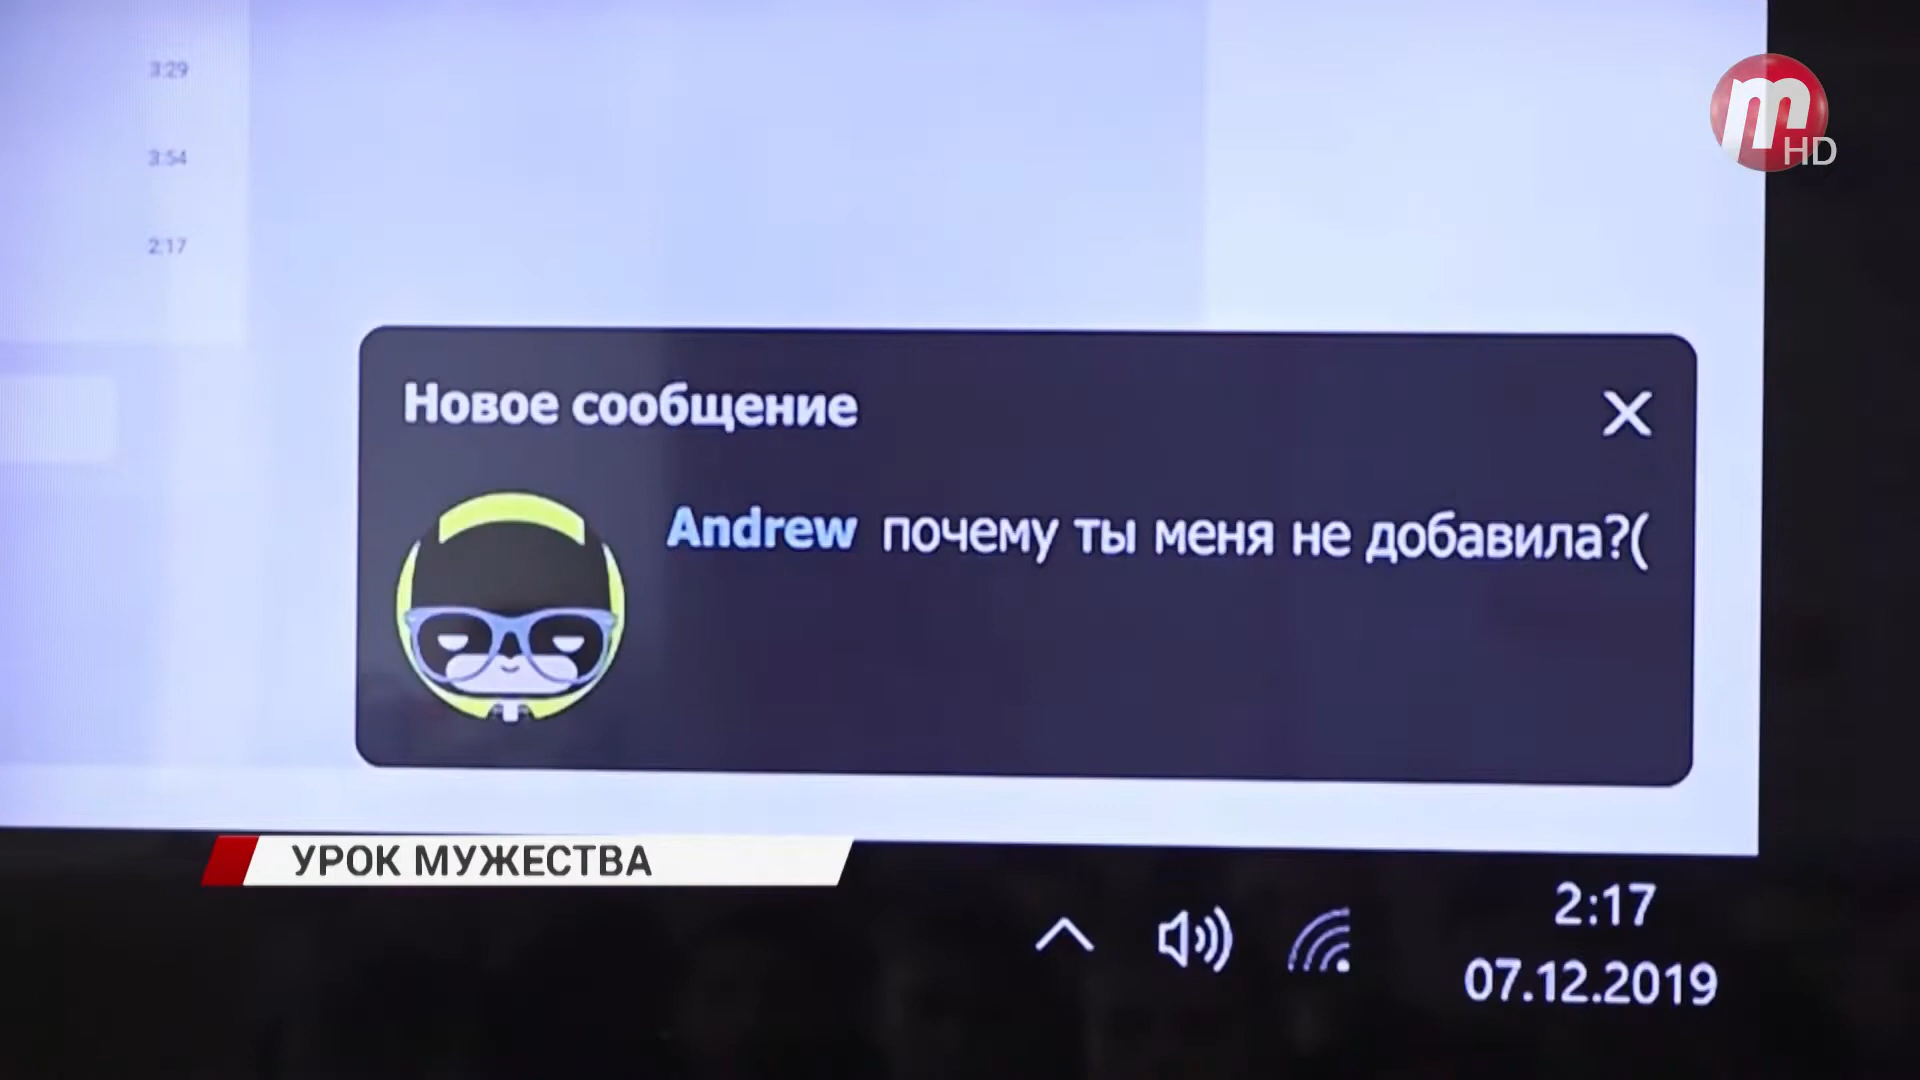 3:29
3:54
2:17
m HD
Новое сообщение
Andrew почему ты меня не добавила?(
УРОК МУЖЕСТВА
2:17
07.12.2019